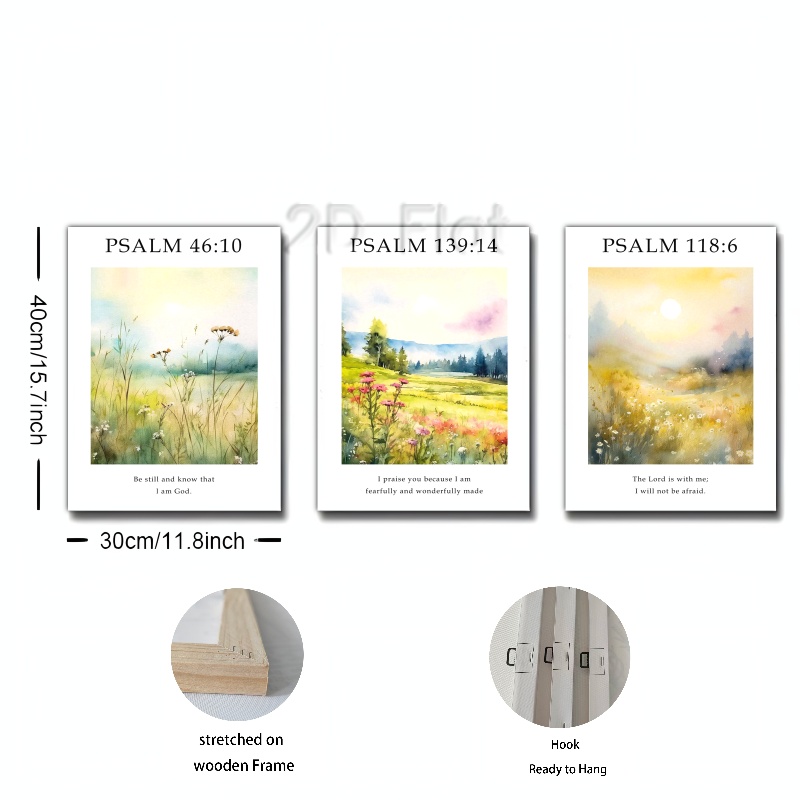 2D Flat
PSALM 46:10
PSALM 139:14
PSALM 118:6
40cm/15.7inch
Be still and know that
I am God.
I praise you because I am
fearfully and wonderfully made
The Lord is with me;
I will not be afraid.
30cm/11.8inch
stretched on
wooden Frame
Hook
Ready to Hang